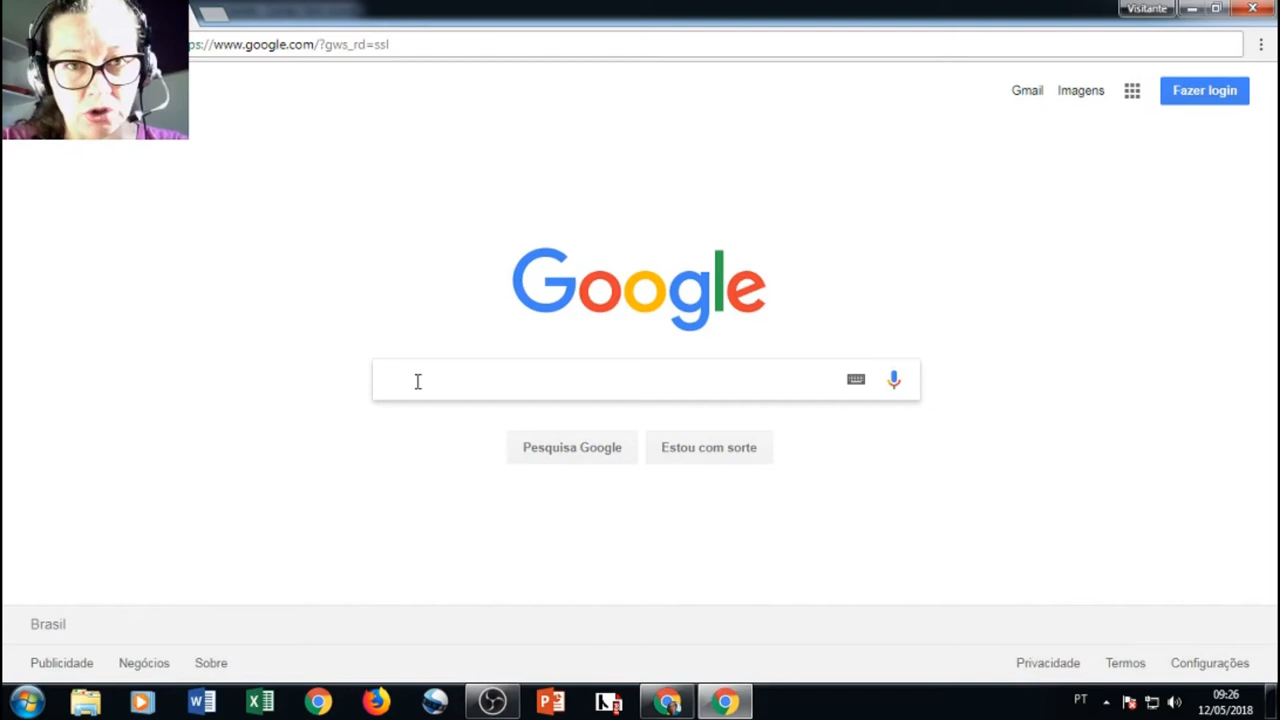 Visitante
ps://www.google.com/?gws_rd=ssl
Gmail Imagens Fazer login
Google
Pesquisa Google Estou com sorte
Brasil
Publicidade Negócios Sobre Privacidade Termos Configurações
PT 09:26
12/05/2018